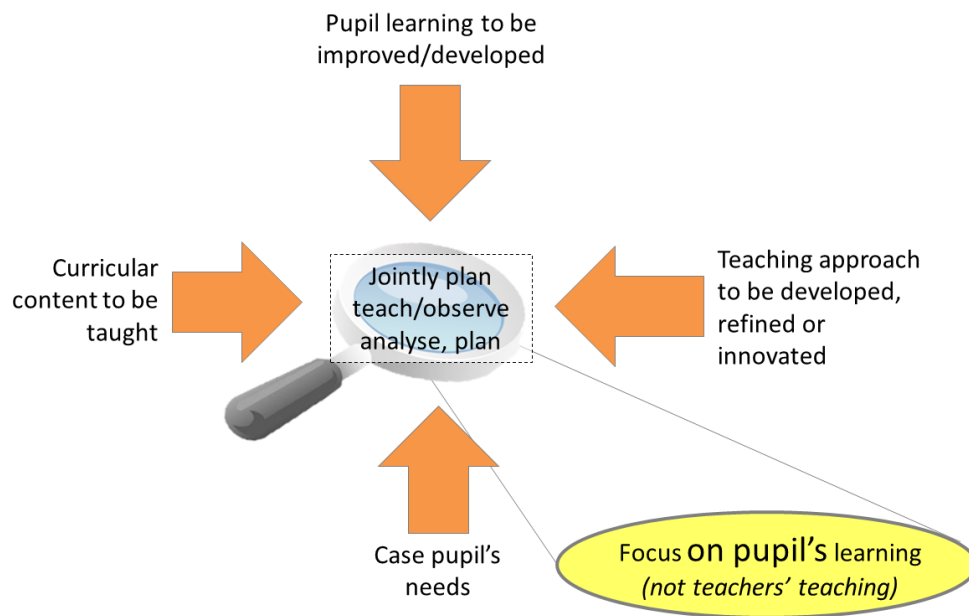 Pupil learning to be
improved/developed
Curricular
content to be
taught
Jointly plan
teach/observe
analyse, plan
Teaching approach
to be developed,
refined or
innovated
Case pupil’s
needs
Focus on pupil’s learning
(not teachers’ teaching)